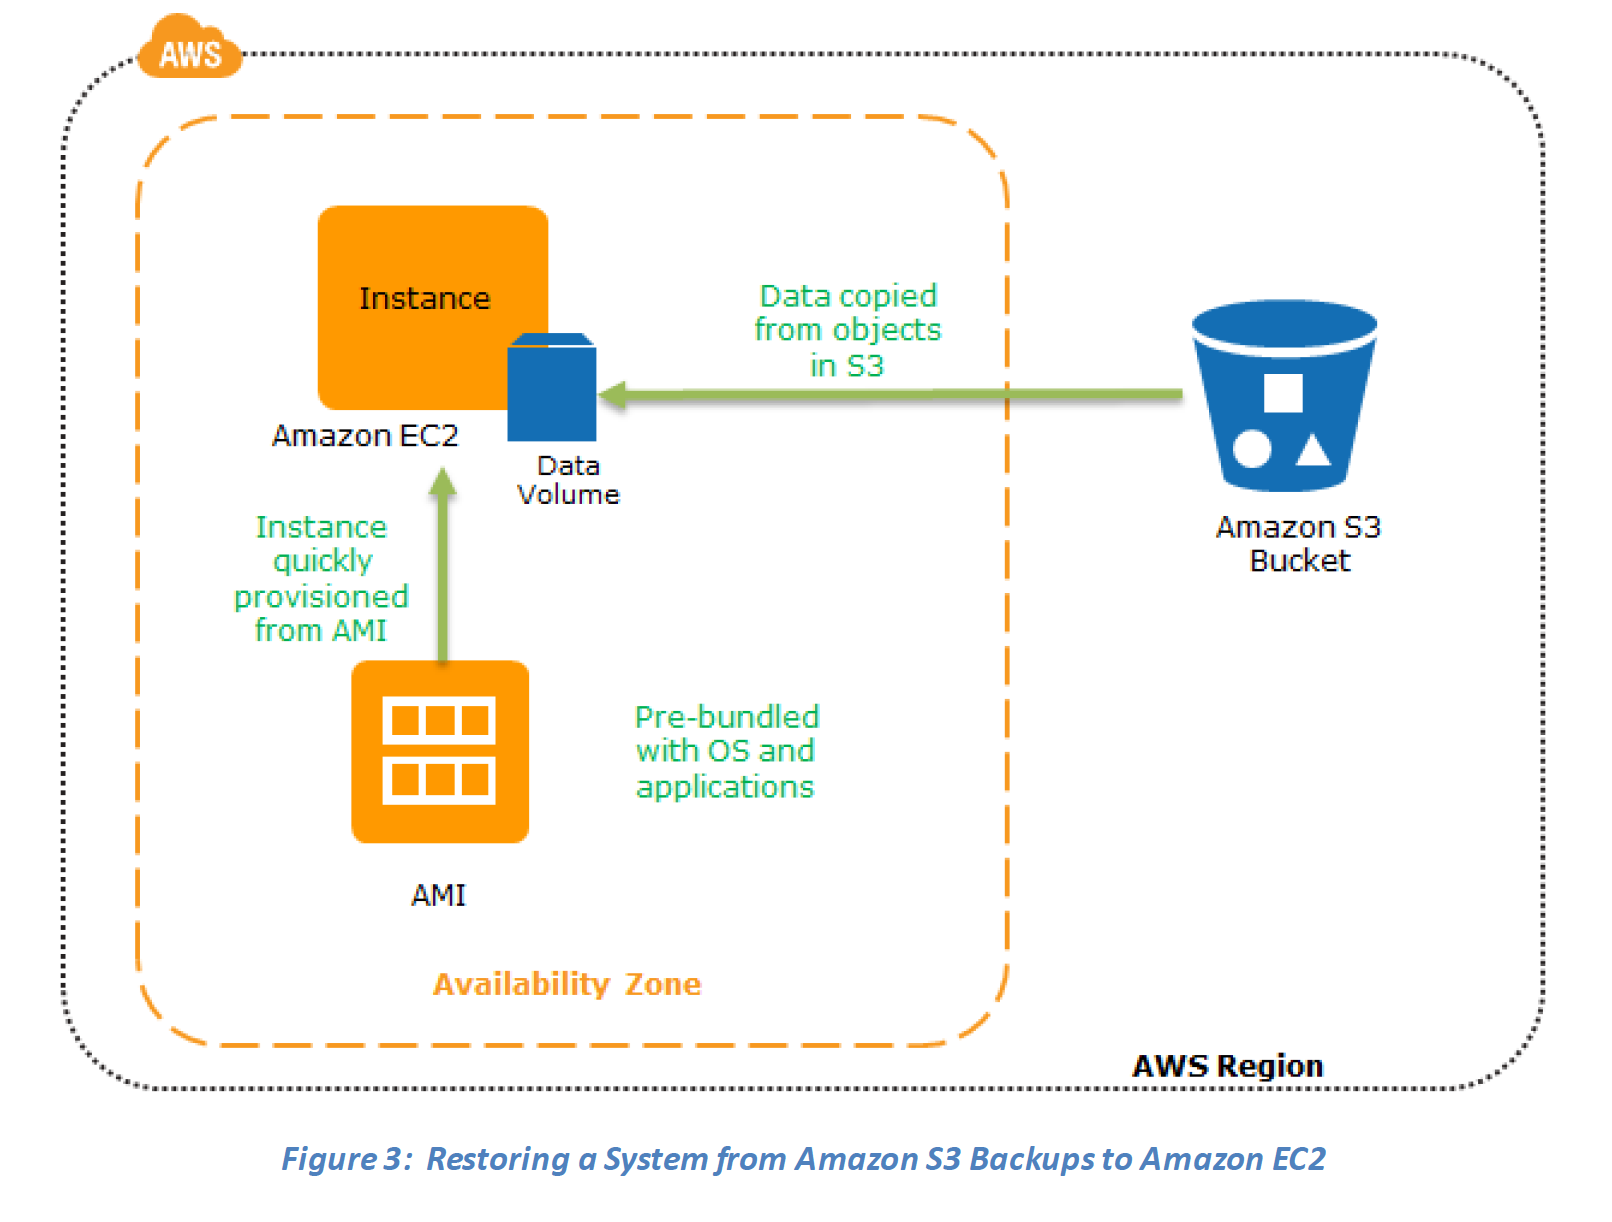 AWS
Instance
Amazon EC2
Data
Volume
Data copied
from objects
in S3
Amazon S3
Bucket
Instance
quickly
provisioned
from AMI
Pre-bundled
with OS and
applications
AMI
Availability Zone
AWS Region
Figure 3: Restoring a System from Amazon S3 Backups to Amazon EC2